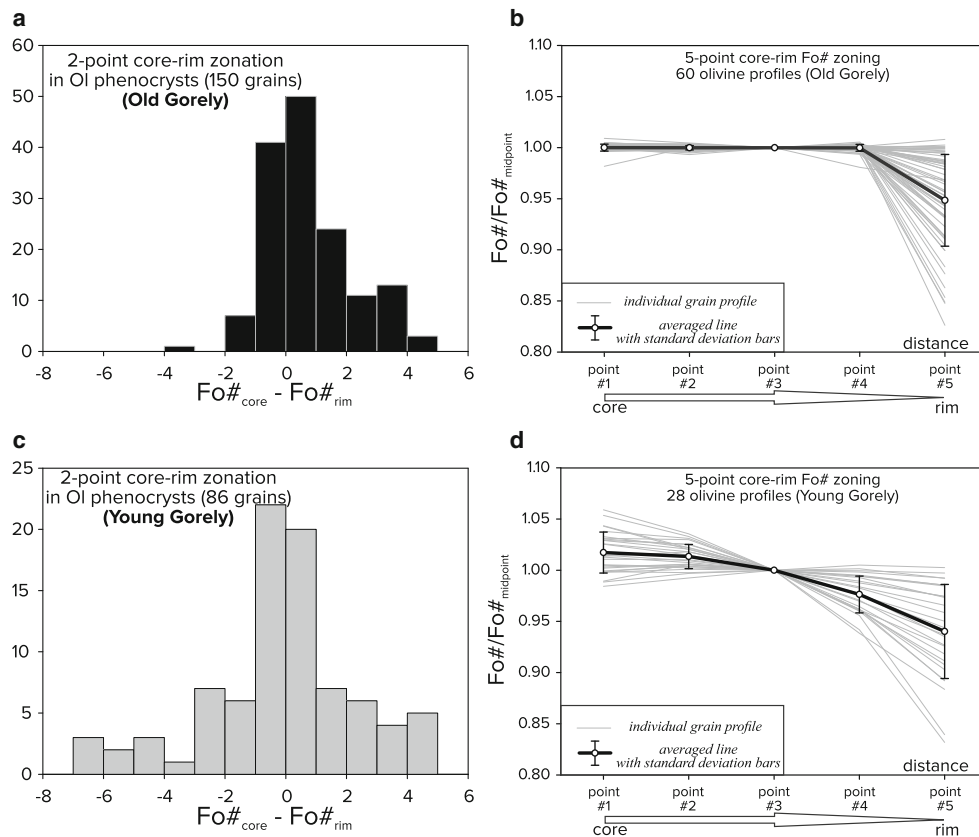 a
60
50
40
30
20
10
0
2-point core-rim zonation
in Ol phenocrysts (150 grains)
(Old Gorely)
-8 -6 -4 -2 0 2 4 6
Fo#core - Fo#rim
b
1.10
1.05
1.00
0.95
0.90
0.85
0.80
Fo#/Fo#midpoint
5-point core-rim Fo# zoning
60 olivine profiles (Old Gorely)
individual grain profile
averaged line
with standard deviation bars
distance
point #1 point #2 point #3 point #4 point #5
core rim
c
25
20
15
10
5
0
2-point core-rim zonation
in Ol phenocrysts (86 grains)
(Young Gorely)
-8 -6 -4 -2 0 2 4 6
Fo#core - Fo#rim
d
1.10
1.05
1.00
0.95
0.90
0.85
0.80
Fo#/Fo#midpoint
5-point core-rim Fo# zoning
28 olivine profiles (Young Gorely)
individual grain profile
averaged line
with standard deviation bars
distance
point #1 point #2 point #3 point #4 point #5
core rim